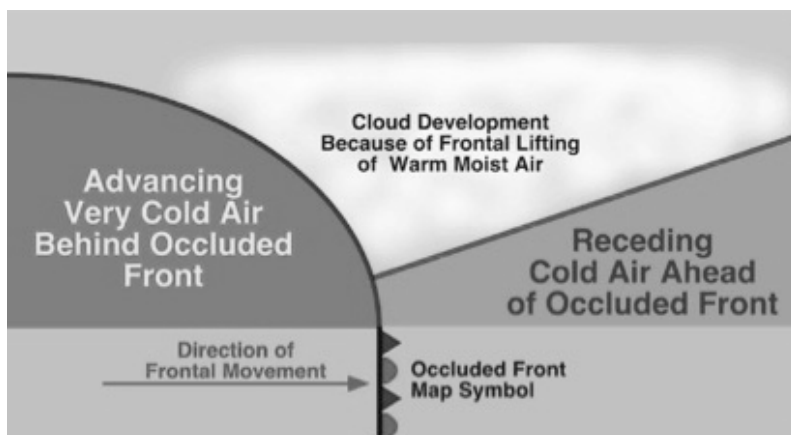 Cloud Development
Because of Frontal Lifting
of Warm Moist Air
Advancing
Very Cold Air
Behind Occluded
Front
Receding
Cold Air Ahead
of Occluded Front
Direction of
Frontal Movement
Occluded Front
Map Symbol